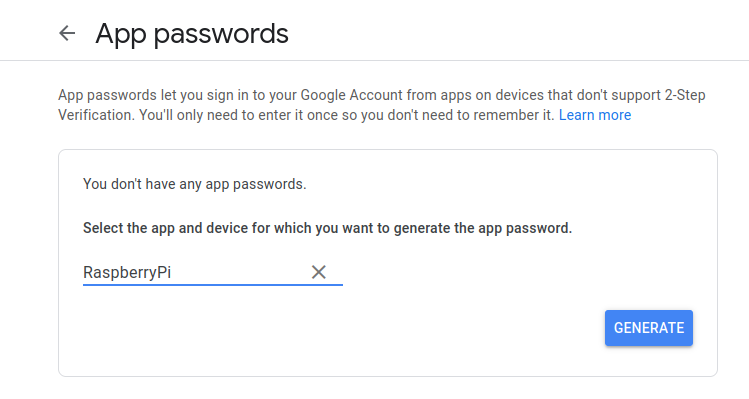 App passwords
App passwords let you sign in to your Google Account from apps on devices that don't support 2-Step
Verification. You'll only need to enter it once so you don't need to remember it. Learn more
You don't have any app passwords.
Select the app and device for which you want to generate the app password.
RaspberryPi
GENERATE